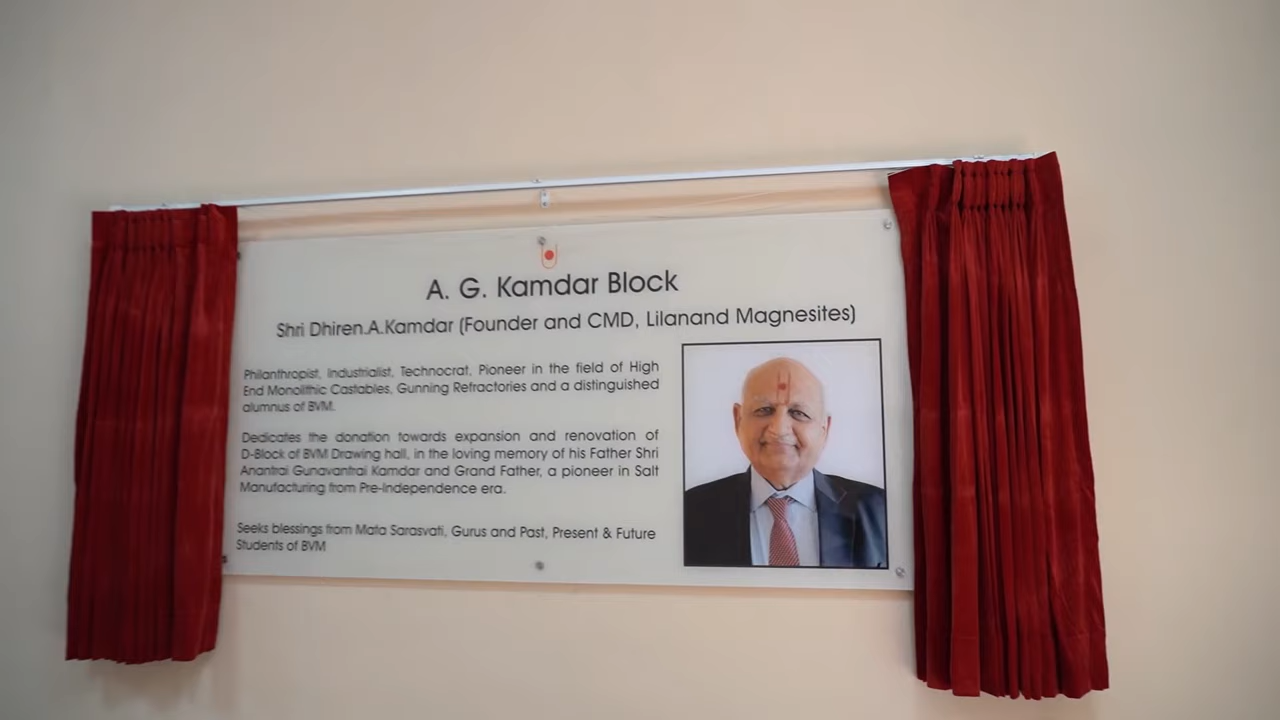 A. G. Kamdar Block
Shri Dhiren.A.Kamdar (Founder and CMD, Lilanand Magnesites)
Philanthropist, Industrialist, Technocrat, Pioneer in the field of High
End Monolithic Castables, Gunning Refractories and a distinguished
alumnus of BVM.
Dedicates the donation towards expansion and renovation of
D-Block of BVM Drawing hall, in the loving memory of his Father Shri
Anantrai Gunavantrai Kamdar and Grand Father, a pioneer in Salt
Manufacturing from Pre-Independence era.
Seeks blessings from Mata Sarasvati, Gurus and Past, Present & Future
Students of BVM